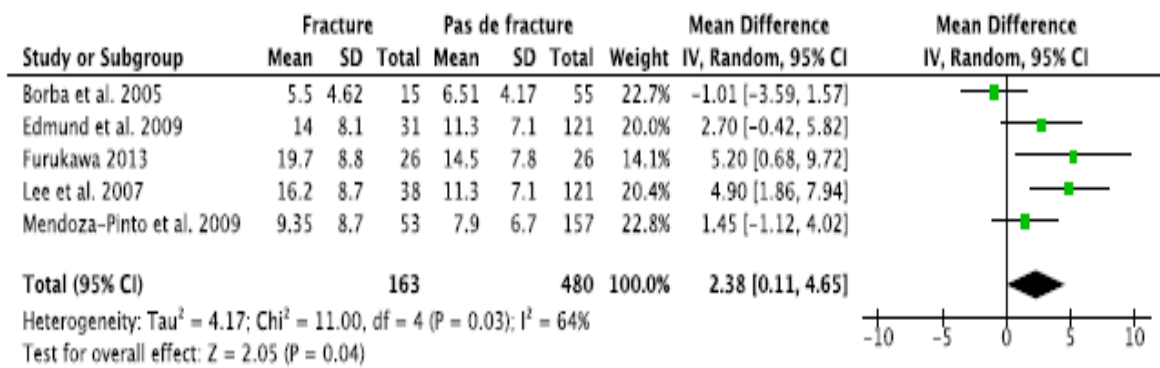 Fracture Pas de fracture Mean Difference Mean Difference
Study or Subgroup Mean SD Total Mean SD Total Weight IV, Random, 95% CI IV, Random, 95% CI
Borba et al. 2005 5.5 4.62 15 6.51 4.17 55 22.7% −1.01 [−3.59, 1.57]
Edmund et al. 2009 14 8.1 31 11.3 7.1 121 20.0% 2.70 [−0.42, 5.82]
Furukawa 2013 19.7 8.8 26 14.5 7.8 26 14.1% 5.20 [0.68, 9.72]
Lee et al. 2007 16.2 8.7 38 11.3 7.1 121 20.4% 4.90 [1.86, 7.94]
Mendoza-Pinto et al. 2009 9.35 8.7 53 7.9 6.7 157 22.8% 1.45 [−1.12, 4.02]
Total (95% CI) 163 480 100.0% 2.38 [0.11, 4.65]
Heterogeneity: Tau² = 4.17; Chi² = 11.00, df = 4 (P = 0.03); I² = 64%
Test for overall effect: Z = 2.05 (P = 0.04)
−10 −5 0 5 10